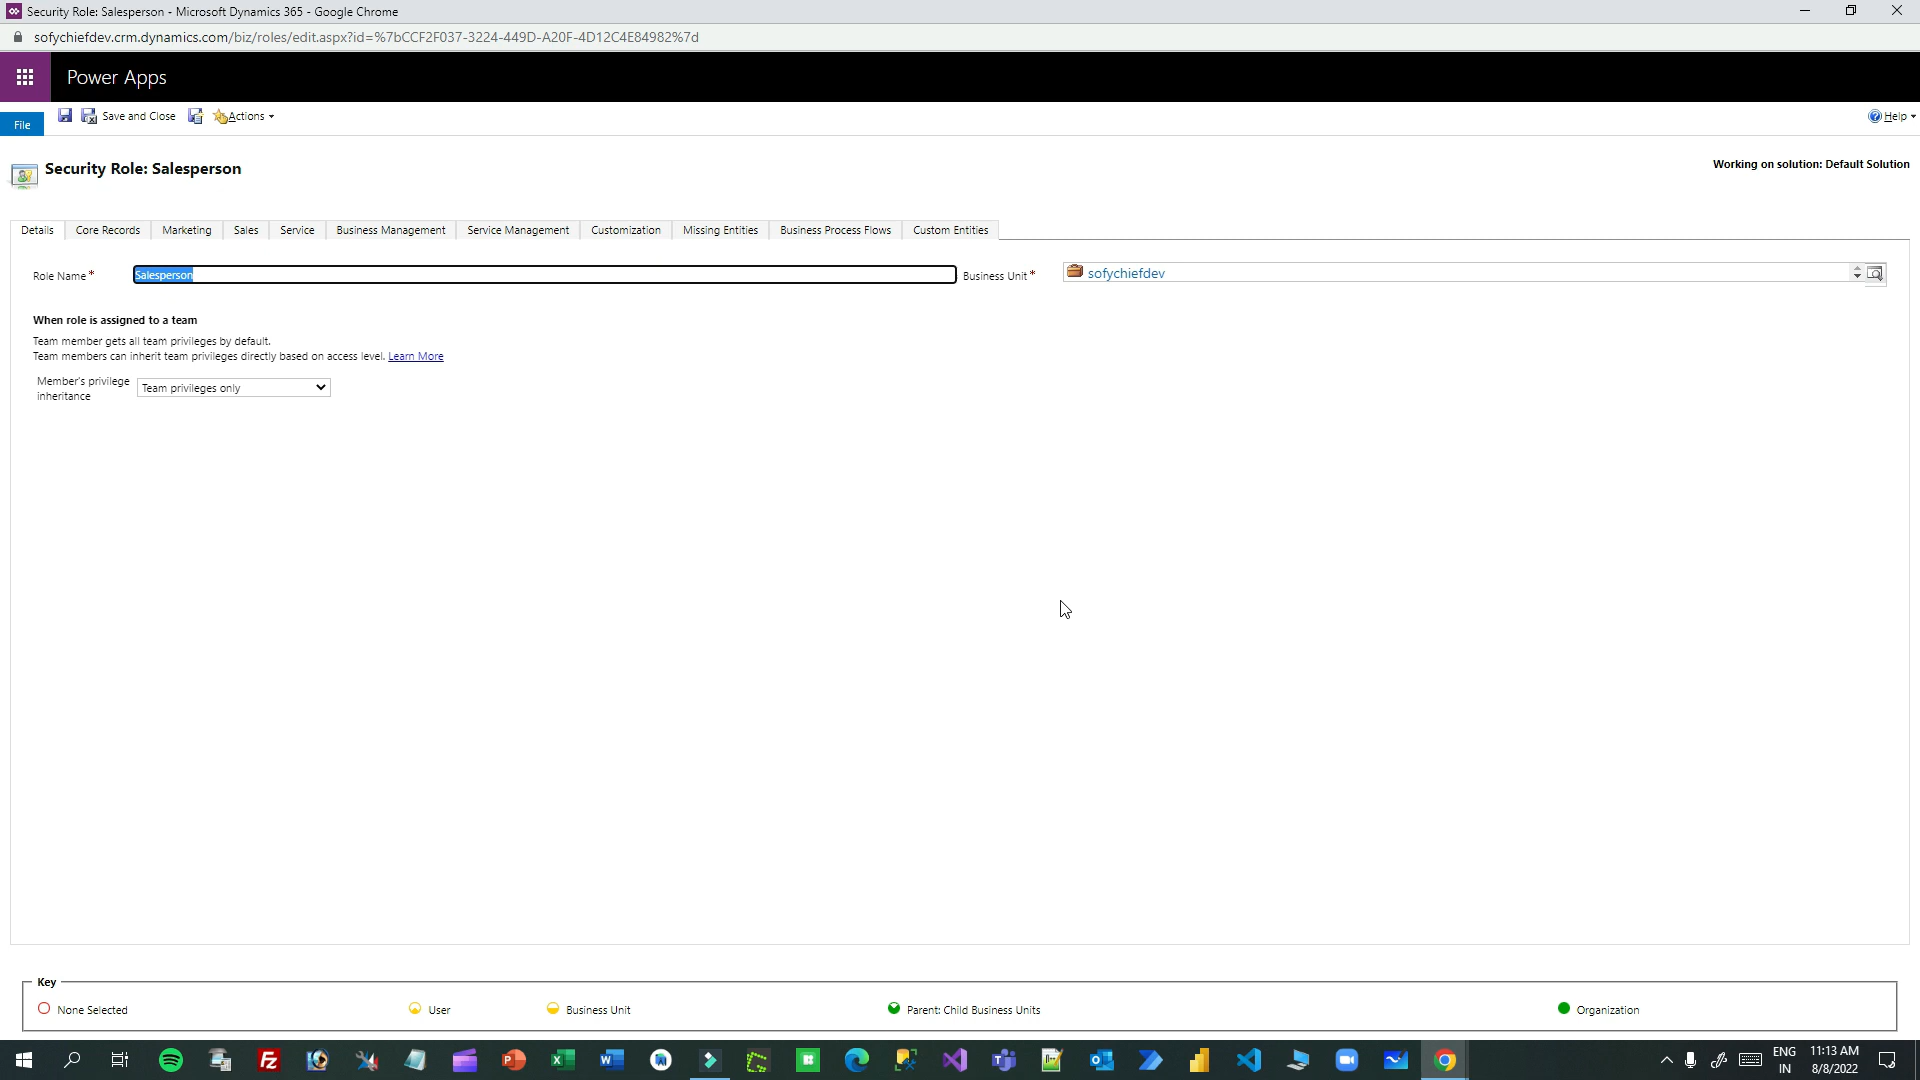 Security Role: Salesperson - Microsoft Dynamics 365 - Google Chrome
sofychiefdev.crm.dynamics.com/biz/roles/edit.aspx?id=%7bCCF2F037-3224-449D-A20F-4D12C4E84982%7d
Power Apps
File Save and Close Actions Help
Security Role: Salesperson
Working on solution: Default Solution
Details Core Records Marketing Sales Service Business Management Service Management Customization Missing Entities Business Process Flows Custom Entities
Role Name* Salesperson Business Unit* sofychiefdev
When role is assigned to a team
Team member gets all team privileges by default.
Team members can inherit team privileges directly based on access level. Learn More
Member's privilege
inheritance
Team privileges only
Key
None Selected User Business Unit Parent: Child Business Units Organization
ENG 11:13 AM
IN 8/8/2022